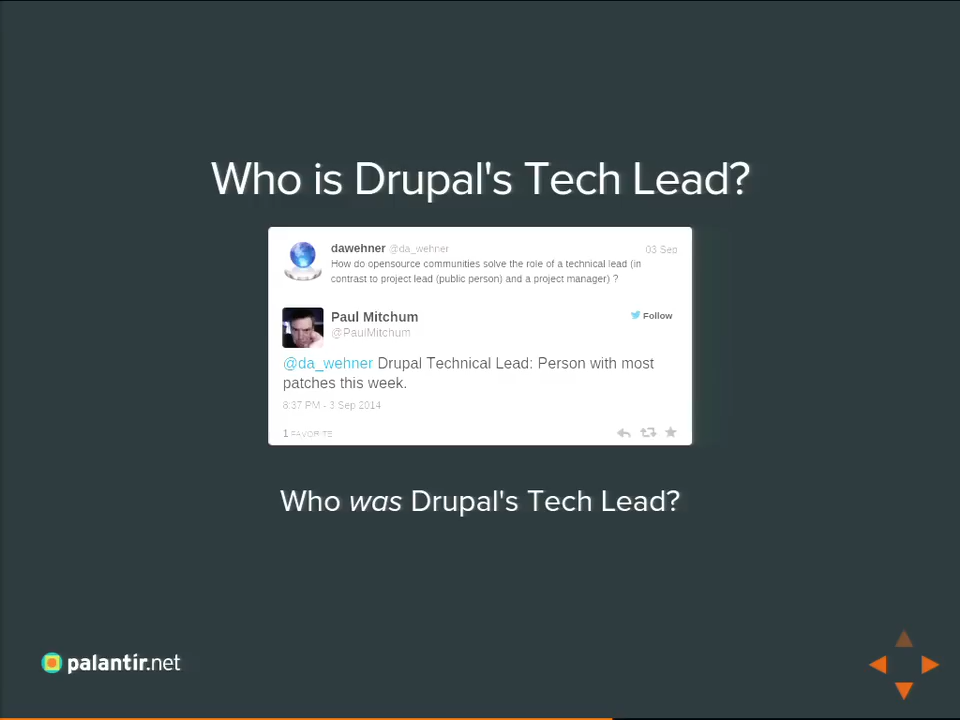 Who is Drupal's Tech Lead?
dawehner @da_wehner
03 Sep
How do opensource communities solve the role of a technical lead (in
contrast to project lead (public person) and a project manager) ?
Paul Mitchum
Follow
@PaulMitchum
@da_wehner Drupal Technical Lead: Person with most
patches this week.
8:37 PM - 3 Sep 2014
1 FAVORITE
Who was Drupal's Tech Lead?
palantir.net